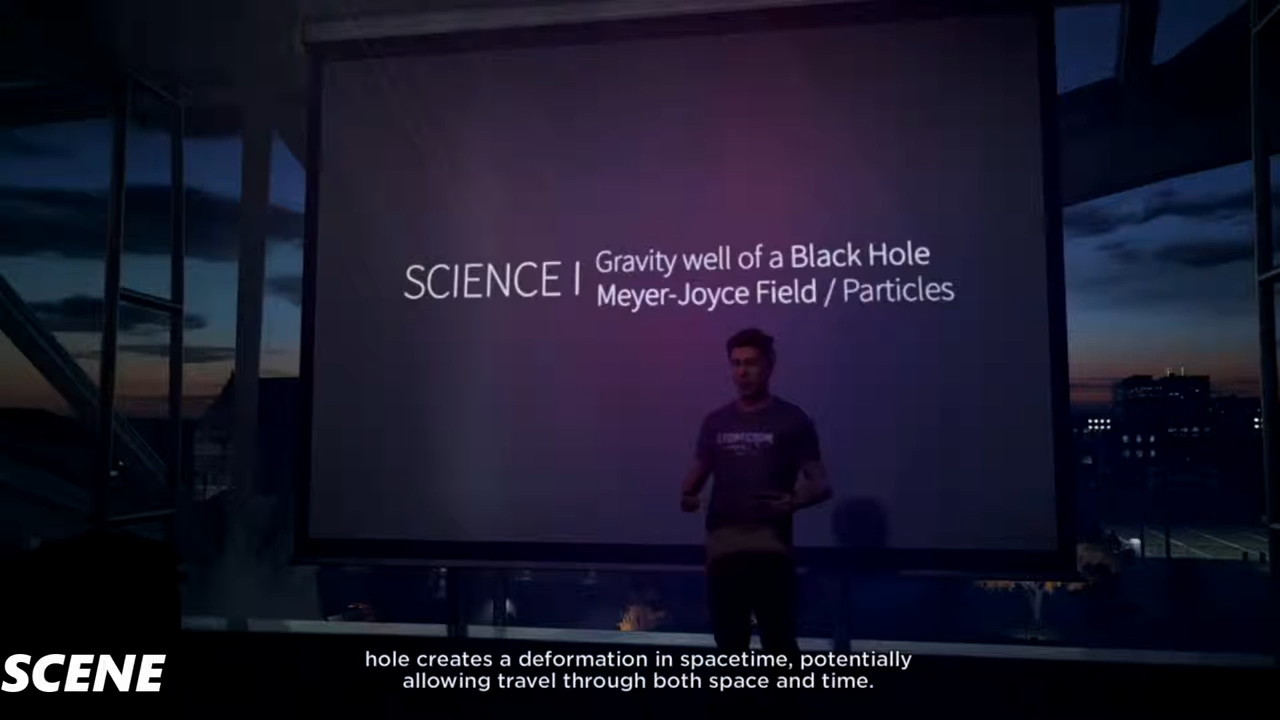 SCIENCE | Gravity well of a Black Hole
Meyer-Joyce Field / Particles
SCENE
hole creates a deformation in spacetime, potentially
allowing travel through both space and time.